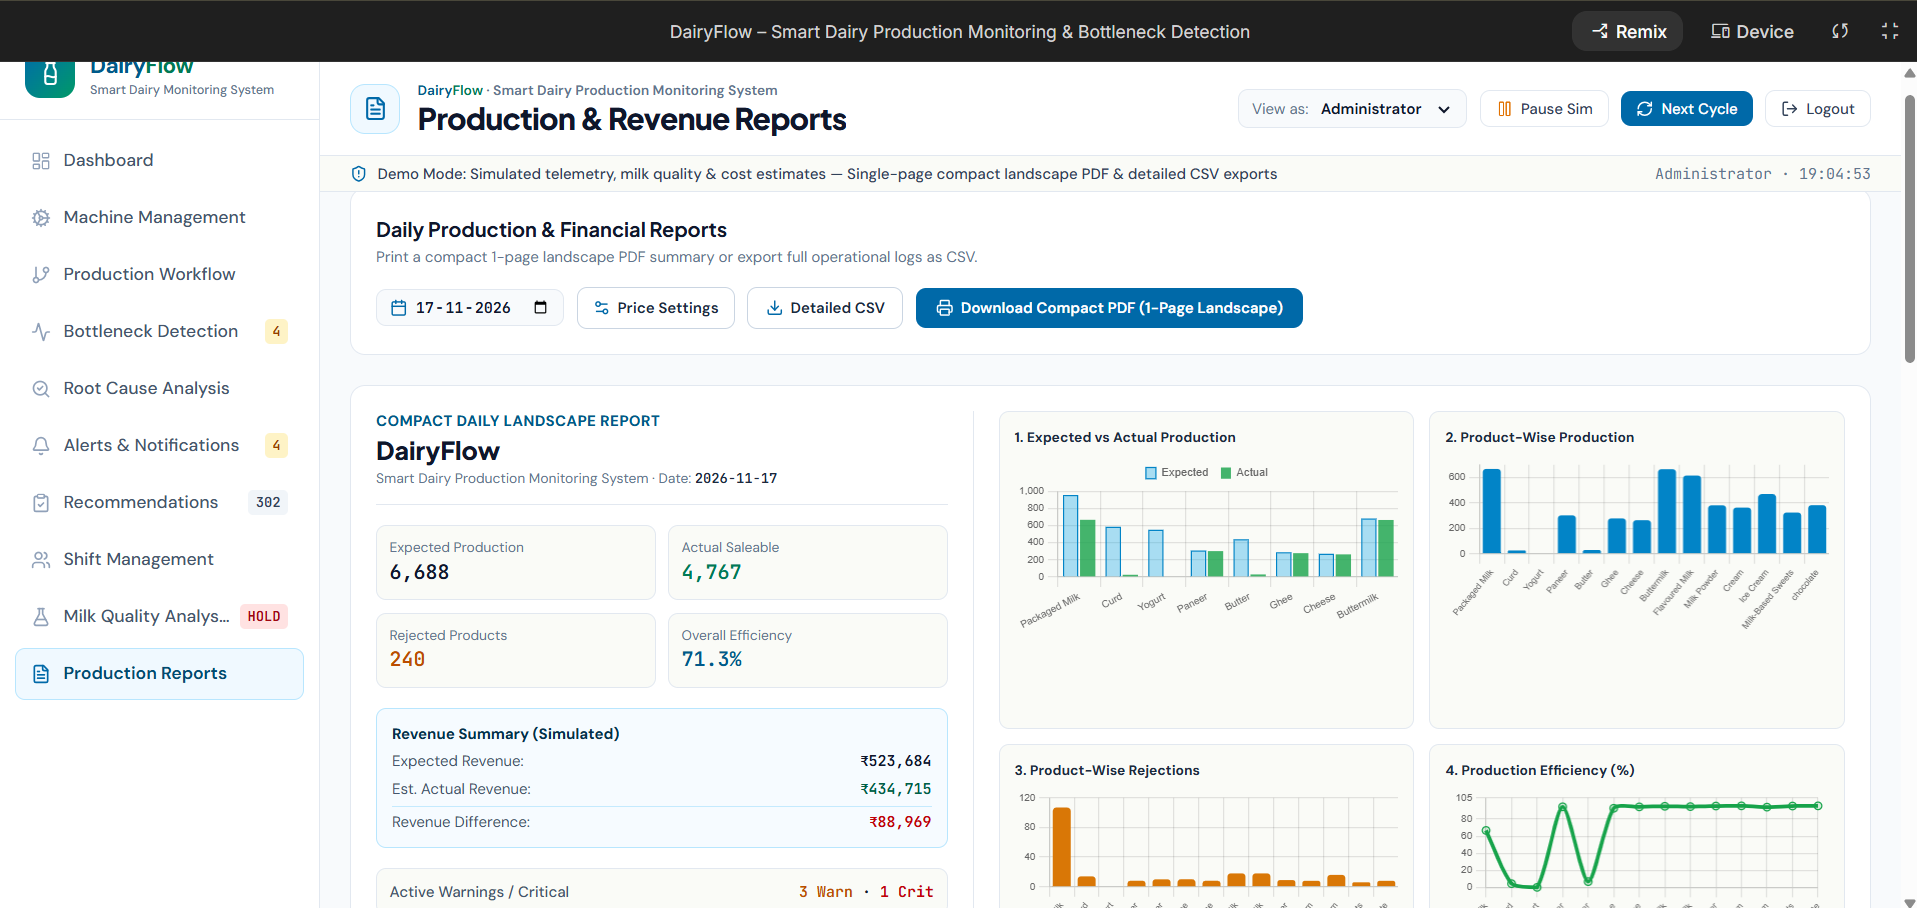 DairyFlow – Smart Dairy Production Monitoring & Bottleneck Detection
Remix
Device
DairyFlow
Smart Dairy Monitoring System
Dashboard
Machine Management
Production Workflow
Bottleneck Detection 4
Root Cause Analysis
Alerts & Notifications 4
Recommendations 302
Shift Management
Milk Quality Analys... HOLD
Production Reports
DairyFlow · Smart Dairy Production Monitoring System
Production & Revenue Reports
View as: Administrator
Pause Sim
Next Cycle
Logout
Demo Mode: Simulated telemetry, milk quality & cost estimates — Single-page compact landscape PDF & detailed CSV exports
Administrator · 19:04:53
Daily Production & Financial Reports
Print a compact 1-page landscape PDF summary or export full operational logs as CSV.
17-11-2026
Price Settings
Detailed CSV
Download Compact PDF (1-Page Landscape)
COMPACT DAILY LANDSCAPE REPORT
DairyFlow
Smart Dairy Production Monitoring System · Date: 2026-11-17
Expected Production
6,688
Actual Saleable
4,767
Rejected Products
240
Overall Efficiency
71.3%
Revenue Summary (Simulated)
Expected Revenue: ₹523,684
Est. Actual Revenue: ₹434,715
Revenue Difference: ₹88,969
Active Warnings / Critical 3 Warn · 1 Crit
1. Expected vs Actual Production
Expected Actual
1,000
800
600
400
200
0
Packaged Milk
Curd
Yogurt
Paneer
Butter
Ghee
Cheese
Buttermilk
2. Product-Wise Production
600
400
200
0
Packaged Milk
Curd
Yogurt
Paneer
Butter
Ghee
Cheese
Buttermilk
Flavoured Milk
Milk Powder
Cream
Ice Cream
Milk-Based Sweets
chocolate
3. Product-Wise Rejections
120
80
40
0
4. Production Efficiency (%)
105
80
60
40
20
0